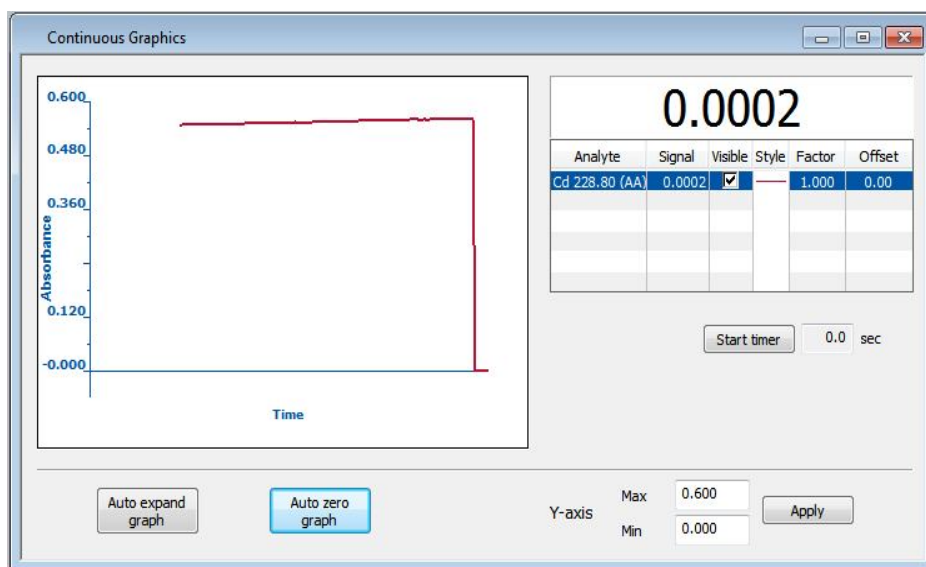 Continuous Graphics
0.600
0.480
0.360
0.120
-0.000
Absorbance
Time
0.0002
Analyte Signal Visible Style Factor Offset
Cd 228.80 (AA) 0.0002 1.000 0.00
Start timer 0.0 sec
Auto expand
graph
Auto zero
graph
Y-axis
Max 0.600
Min 0.000
Apply